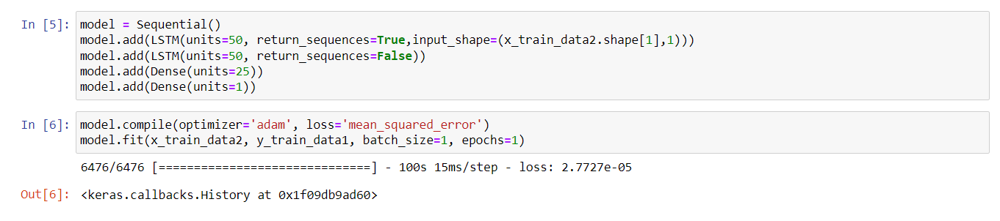 In [5]: model = Sequential()
model.add(LSTM(units=50, return_sequences=True,input_shape=(x_train_data2.shape[1],1)))
model.add(LSTM(units=50, return_sequences=False))
model.add(Dense(units=25))
model.add(Dense(units=1))
In [6]: model.compile(optimizer='adam', loss='mean_squared_error')
model.fit(x_train_data2, y_train_data1, batch_size=1, epochs=1)
6476/6476 [==============================] - 100s 15ms/step - loss: 2.7727e-05
Out[6]: <keras.callbacks.History at 0x1f09db9ad60>